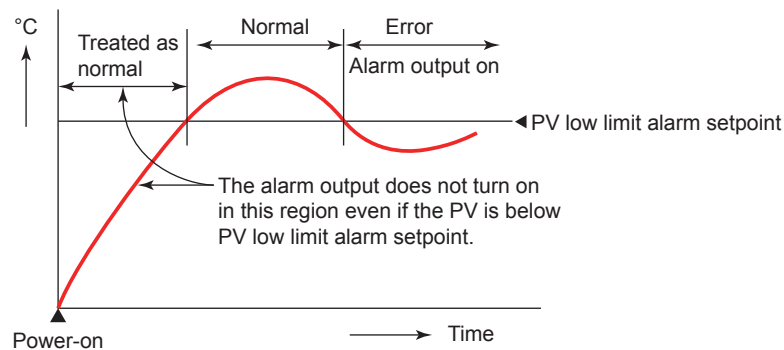 °C
Treated as
normal
Normal
Error
Alarm output on
PV low limit alarm setpoint
The alarm output does not turn on
in this region even if the PV is below
PV low limit alarm setpoint.
Power-on
Time